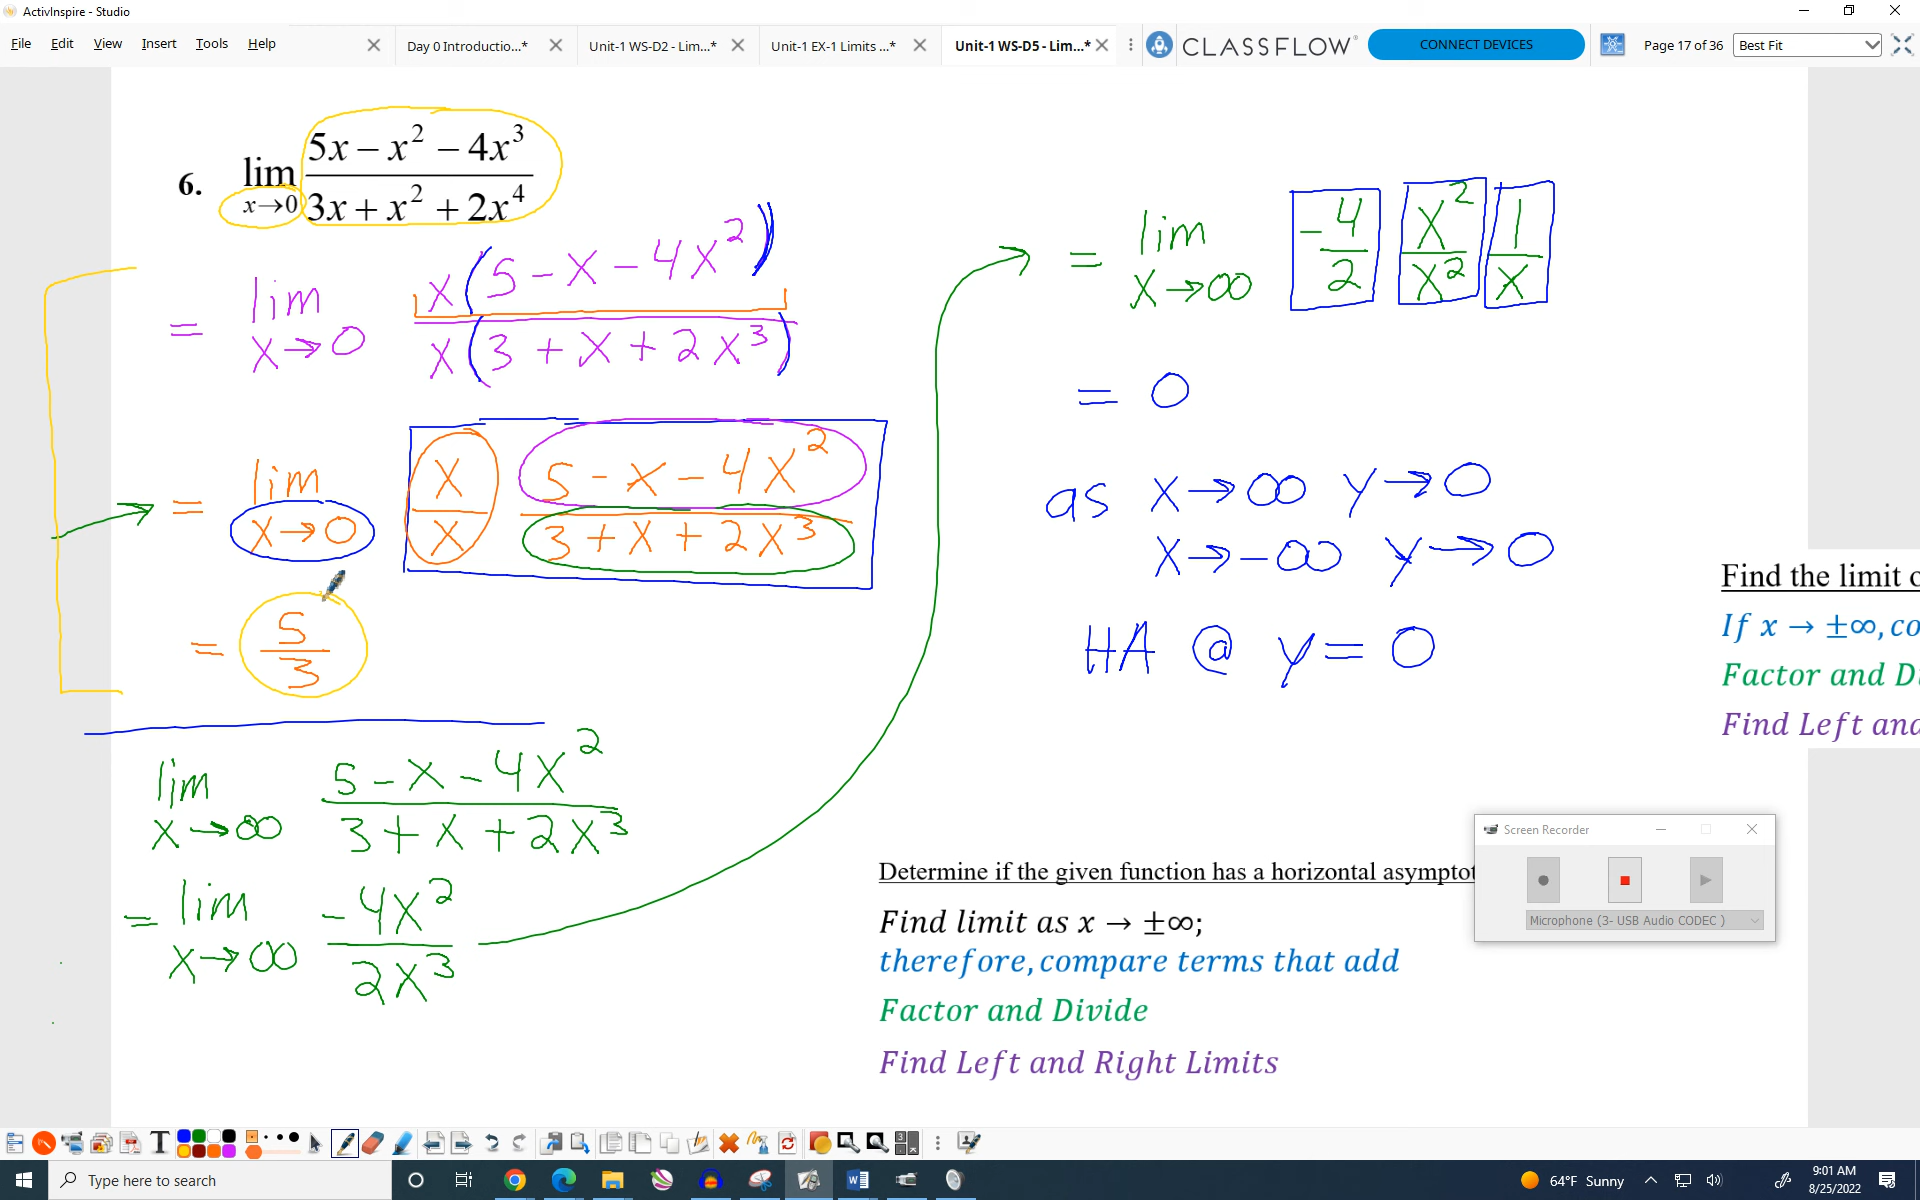 ActivInspire - Studio
File Edit View Insert Tools Help
Day 0 Introductio...* Unit-1 WS-D2 - Lim...* Unit-1 EX-1 Limits ...* Unit-1 WS-D5 - Lim...*
CLASSFLOW CONNECT DEVICES Page 17 of 36 Best Fit
6. lim x→0 (5x − x² − 4x³)/(3x + x² + 2x⁴)
= lim x→0 x(5 − x − 4x²)/x(3 + x + 2x³)
= lim x→0 x/x (5 − x − 4x²)/(3 + x + 2x³)
= 5/3
lim x→∞ (5 − x − 4x²)/(3 + x + 2x³)
= lim x→∞ −4x²/2x³
= lim x→∞ −4/2 x²/x² 1/x
= 0
as x→∞ y→0
x→−∞ y→0
HA @ y = 0
Find the limit
If x → ±∞,
Factor and
Find Left
Determine if the given function has a horizontal
Find limit as x → ±∞;
therefore, compare terms that add
Factor and Divide
Find Left and Right Limits
Screen Recorder
Microphone (3- USB Audio CODEC )
Type here to search
64°F Sunny
9:01 AM
8/25/2022